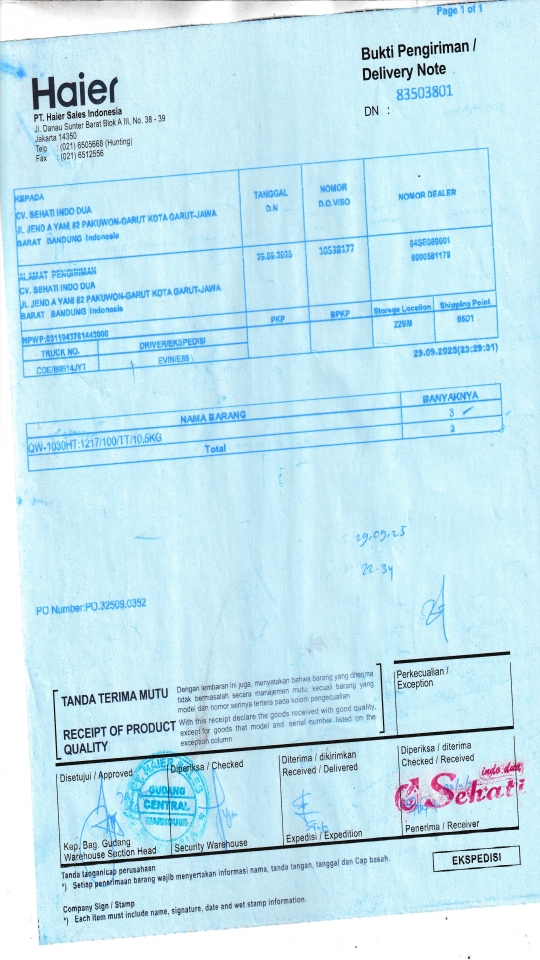 Page 1 of 1
Haier
Bukti Pengiriman /
Delivery Note
83503801
DN :
PT. Haier Sales Indonesia
Jl. Danau Sunter Barat Blok A III, No. 38 - 39
Jakarta 14350
Telp : (021) 6505668 (Hunting)
Fax : (021) 6512556
KEPADA
CV. SEHATI INDO DUA
JL JEND A YANI 82 PAKUWON-GARUT KOTA GARUT-JAWA
BARAT BANDUNG Indonesia
TANGGAL
D.N
NOMOR
D.O.V/SO
NOMOR DEALER
ALAMAT PENGIRIMAN
CV. SEHATI INDO DUA
JL JEND A YANI 82 PAKUWON-GARUT KOTA GARUT-JAWA
BARAT BANDUNG Indonesia
29.09.2025
10538177
04SE080001
6000581179
NPWP:
PKP
BPKP
Storage Location
Shipping Point
22SM
05D1
TRUCK NO.
DRIVER/EKSPEDISI
CDE/B9514JYT
EVIN/E86
29.09.2025(23:29:31)
NAMA BARANG
BANYAKNYA
QW-1030HT:1217/100/TT/10,5KG
3
Total
3
29.09.25
22.34
PO Number:PO.32509.0352
TANDA TERIMA MUTU
Dengan lembaran ini juga, menyatakan bahwa barang yang diterima
tidak bermasalah secara manajemen mutu, kecuali barang yang
model dan nomor serinya tertera pada kolom pengecualian
RECEIPT OF PRODUCT
QUALITY
With this receipt declare the goods received with good quality,
except for goods that model and serial number listed on the
exception column
Perkecualian /
Exception
Disetujui / Approved
Diperiksa / Checked
Diterima / dikirimkan
Received / Delivered
Diperiksa / diterima
Checked / Received
HAIER SALES
GUDANG
CENTRAL
WAREHOUSE
indo.dua
Sehati
Kep. Bag. Gudang
Warehouse Section Head
Security Warehouse
Expedisi / Expedition
Penerima / Receiver
Tanda tangan/cap perusahaan
*) Setiap penerimaan barang wajib menyertakan informasi nama, tanda tangan, tanggal dan Cap basah.
EKSPEDISI
Company Sign / Stamp
*) Each item must include name, signature, date and wet stamp information.